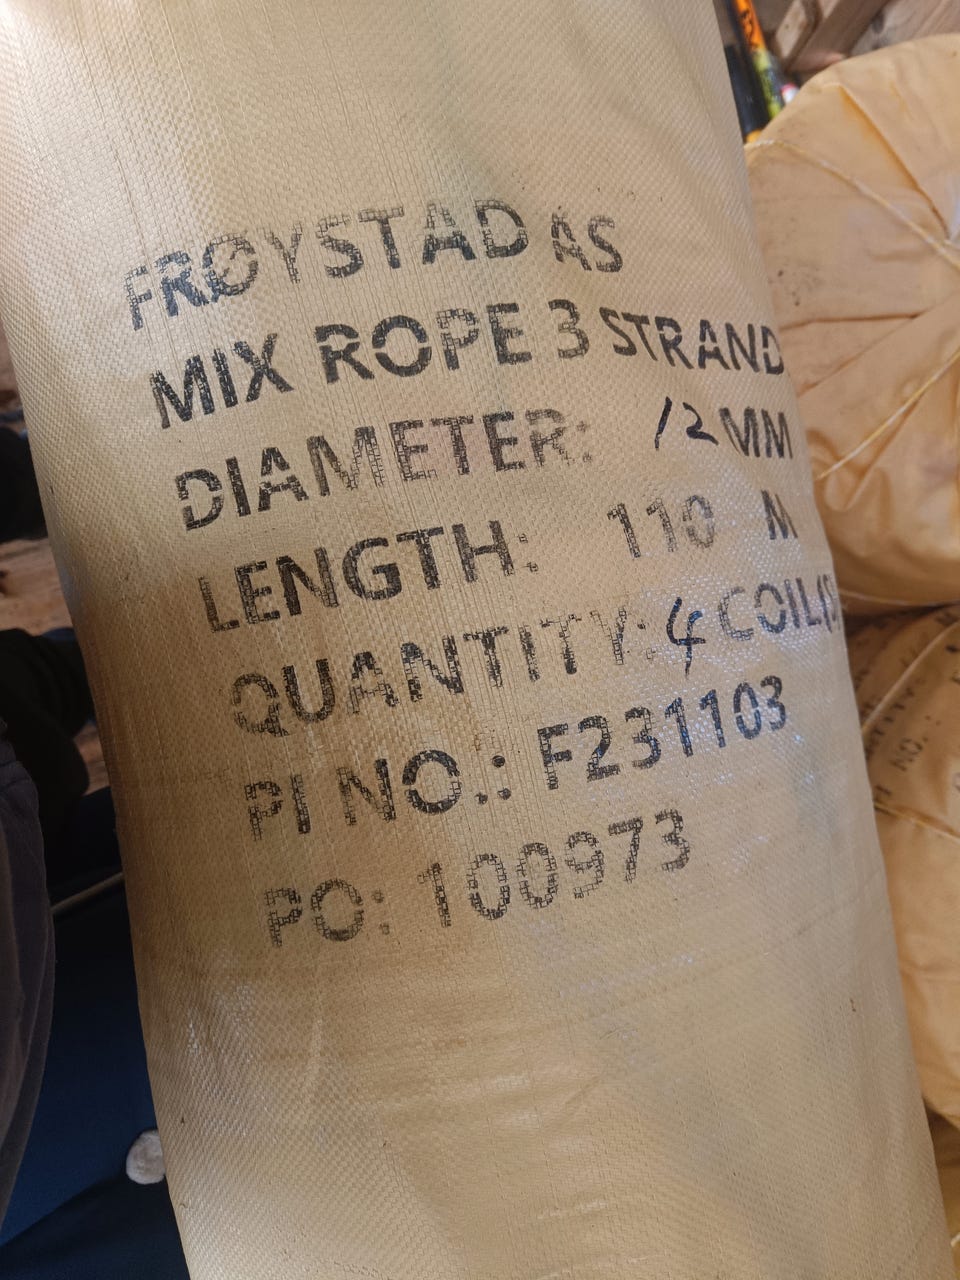 FRØYSTAD AS
MIX ROPE 3 STRAND
DIAMETER: 12 MM
LENGTH: 110 M
QUANTITY: 4 COIL(S)
PI NO.: F231103
PO: 100973
NO.: